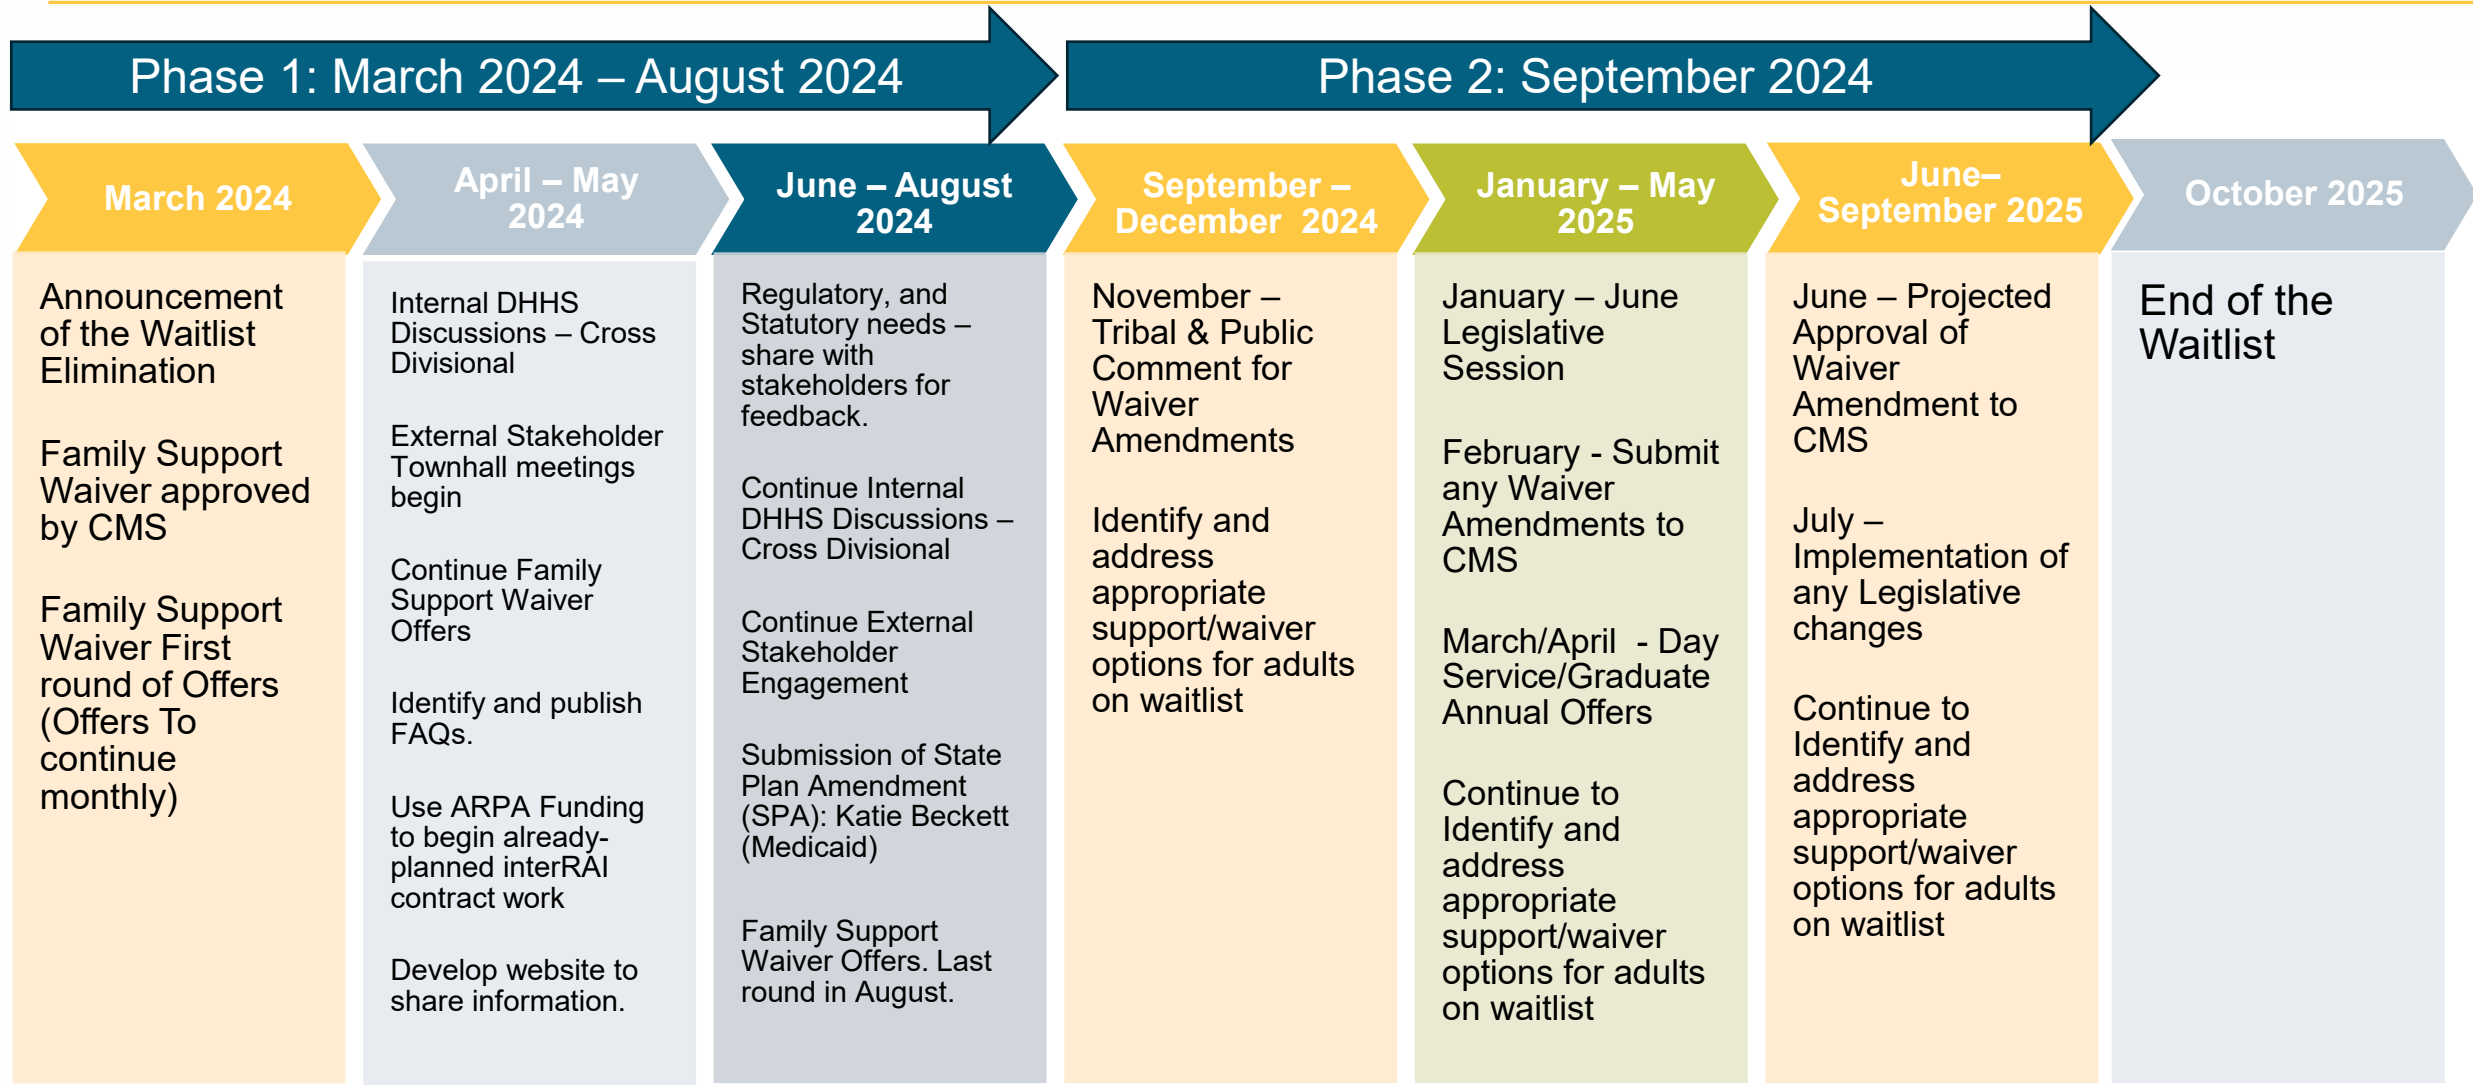 Phase 1: March 2024 – August 2024
Phase 2: September 2024
March 2024
Announcement
of the Waitlist
Elimination
Family Support
Waiver approved
by CMS
Family Support
Waiver First
round of Offers
(Offers To
continue
monthly)
April – May
2024
Internal DHHS
Discussions – Cross
Divisional
External Stakeholder
Townhall meetings
begin
Continue Family
Support Waiver
Offers
Identify and publish
FAQs.
Use ARPA Funding
to begin already-
planned interRAI
contract work
Develop website to
share information.
June – August
2024
Regulatory, and
Statutory needs –
share with
stakeholders for
feedback.
Continue Internal
DHHS Discussions –
Cross Divisional
Continue External
Stakeholder
Engagement
Submission of State
Plan Amendment
(SPA): Katie Beckett
(Medicaid)
Family Support
Waiver Offers. Last
round in August.
September –
December  2024
November –
Tribal & Public
Comment for
Waiver
Amendments
Identify and
address
appropriate
support/waiver
options for adults
on waitlist
January – May
2025
January – June
Legislative
Session
February - Submit
any Waiver
Amendments to
CMS
March/April  - Day
Service/Graduate
Annual Offers
Continue to
Identify and
address
appropriate
support/waiver
options for adults
on waitlist
June–
September 2025
June – Projected
Approval of
Waiver
Amendment to
CMS
July –
Implementation of
any Legislative
changes
Continue to
Identify and
address
appropriate
support/waiver
options for adults
on waitlist
October 2025
End of the
Waitlist